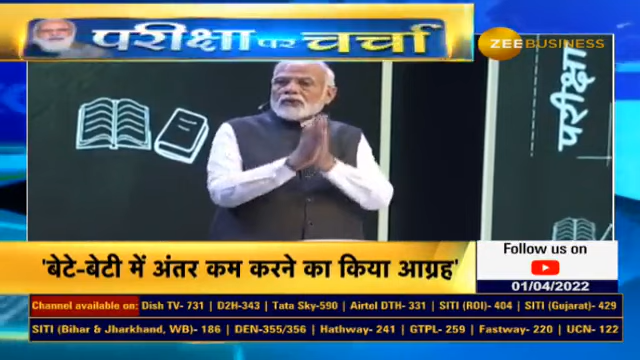 परीक्षा पर चर्चा
ZEE BUSINESS
परीक्षा
'बेटे-बेटी में अंतर कम करने का किया आग्रह'
Follow us on
01/04/2022
Channel available on: Dish TV- 731 | D2H-343 | Tata Sky-590 | Airtel DTH- 331 | SITI (ROI)- 404 | SITI (Gujarat)- 429
SITI (Bihar & Jharkhand, WB)- 186 | DEN-355/356 | Hathway- 241 | GTPL- 259 | Fastway- 220 | UCN- 122